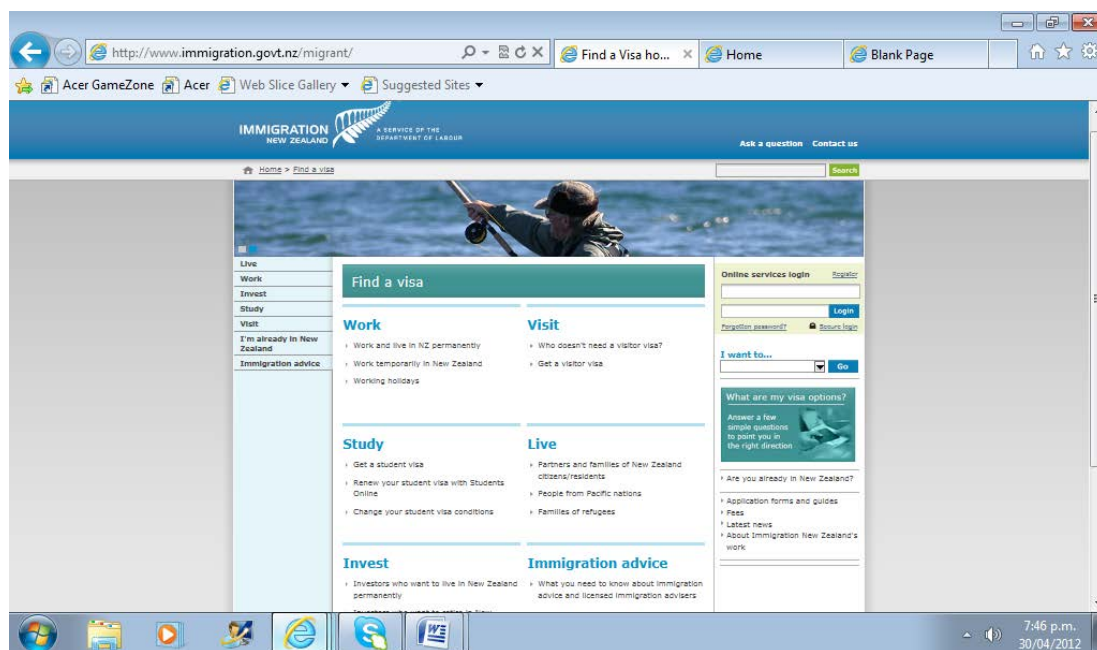 http://www.immigration.govt.nz/migrant/
Find a Visa ho...
Home
Blank Page
Acer GameZone
Acer
Web Slice Gallery
Suggested Sites
IMMIGRATION
NEW ZEALAND
A SERVICE OF THE
DEPARTMENT OF LABOUR
Ask a question Contact us
Home > Find a visa
Search
Live
Work
Invest
Study
Visit
I'm already in New
Zealand
Immigration advice
Find a visa
Work
Work and live in NZ permanently
Work temporarily in New Zealand
Working holidays
Visit
Who doesn't need a visitor visa?
Get a visitor visa
Study
Get a student visa
Renew your student visa with Students
Online
Change your student visa conditions
Live
Partners and families of New Zealand
citizens/residents
People from Pacific nations
Families of refugees
Invest
Investors who want to live in New Zealand
permanently
Investors who want to retire in New
Immigration advice
What you need to know about immigration
advice and licensed immigration advisers
Online services login Register
Login
Forgotten password? Secure login
I want to...
Go
What are my visa options?
Answer a few
simple questions
to point you in
the right direction
Are you already in New Zealand?
Application forms and guides
Fees
Latest news
About Immigration New Zealand's
work
7:46 p.m.
30/04/2012